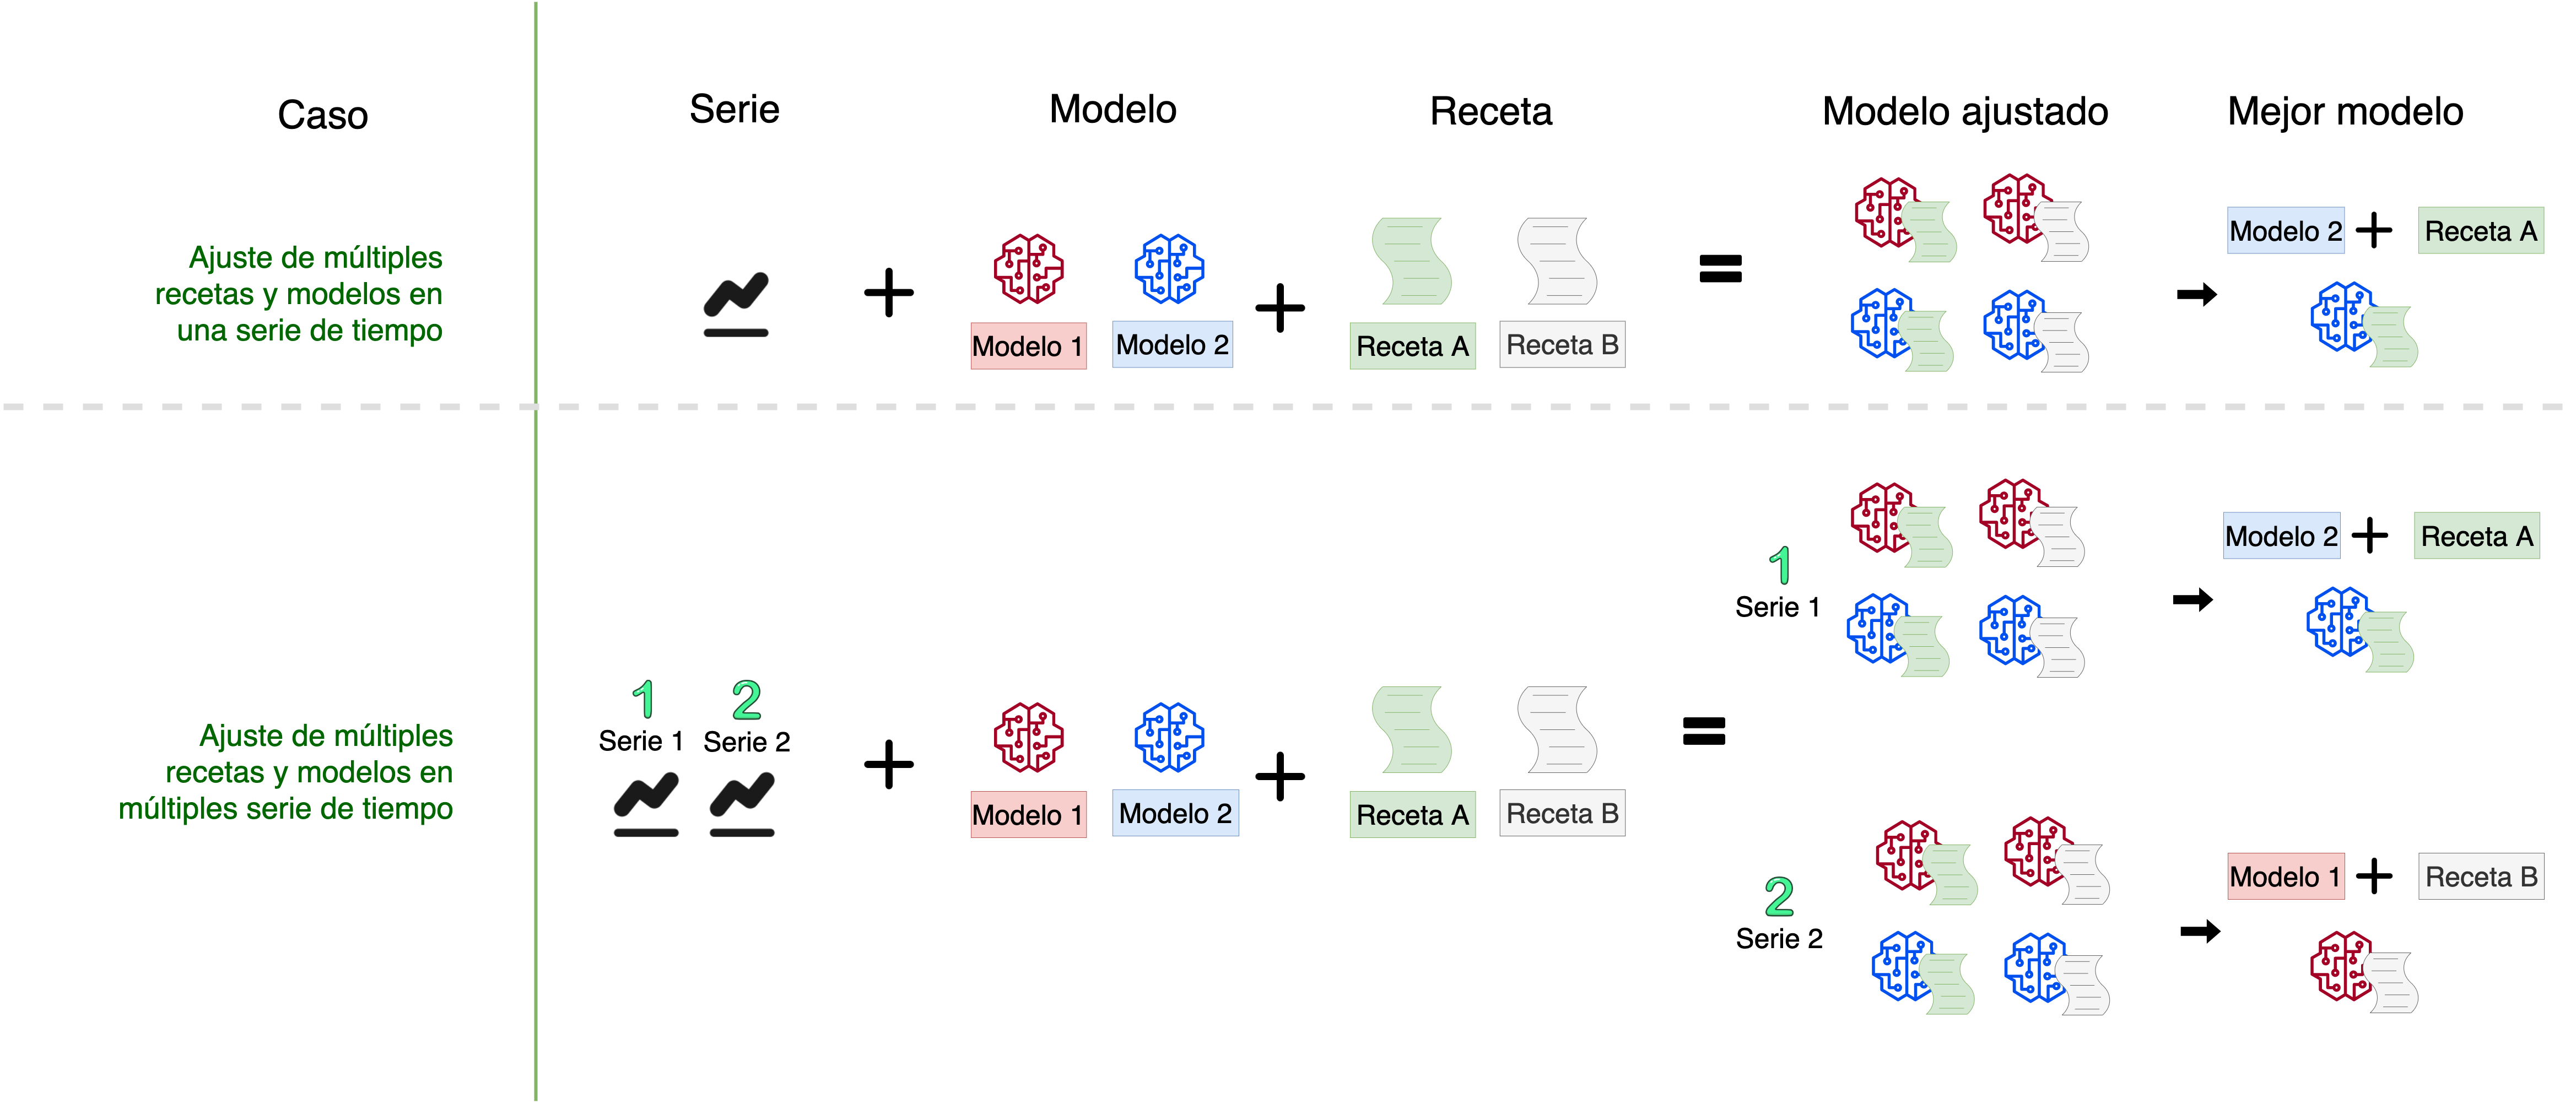 Caso
Serie
Modelo
Receta
Modelo ajustado
Mejor modelo
Ajuste de múltiples
recetas y modelos en
una serie de tiempo
+
Modelo 1
Modelo 2
+
Receta A
Receta B
=
Modelo 2 + Receta A
Ajuste de múltiples
recetas y modelos en
múltiples serie de tiempo
1
Serie 1
2
Serie 2
+
Modelo 1
Modelo 2
+
Receta A
Receta B
=
1
Serie 1
Modelo 2 + Receta A
2
Serie 2
Modelo 1 + Receta B